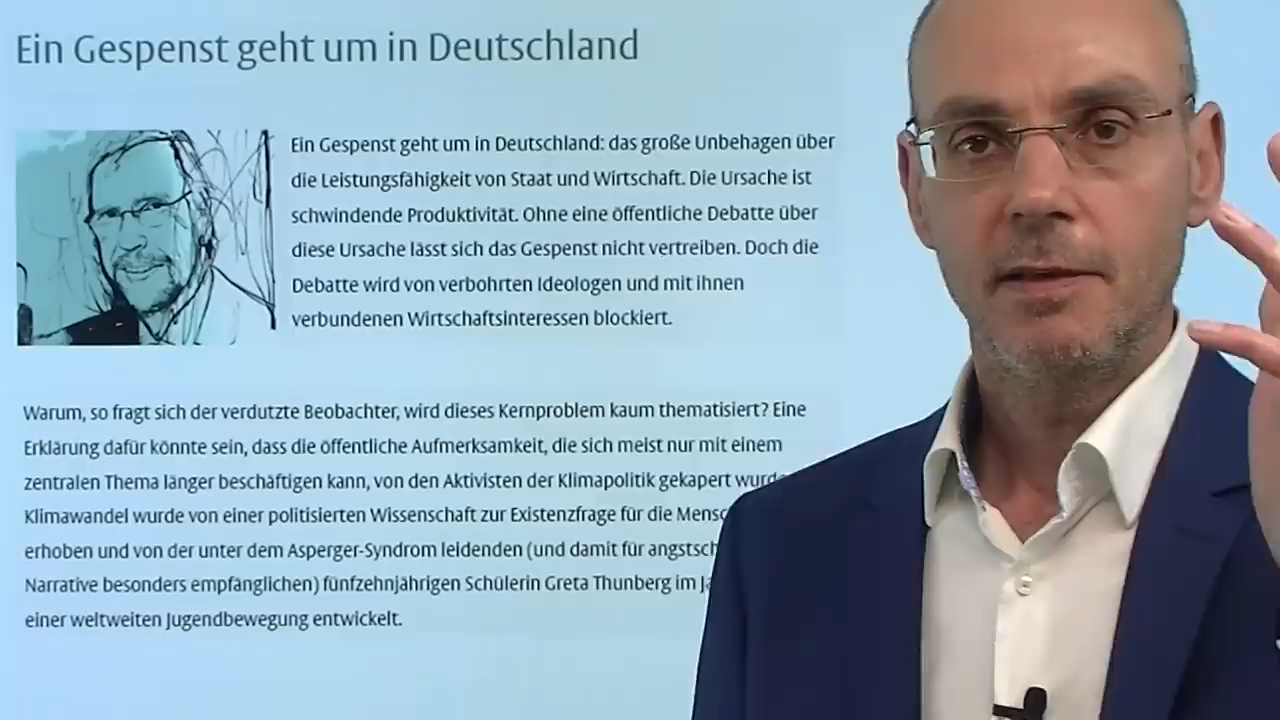 Ein Gespenst geht um in Deutschland
Ein Gespenst geht um in Deutschland: das große Unbehagen über
die Leistungsfähigkeit von Staat und Wirtschaft. Die Ursache ist
schwindende Produktivität. Ohne eine öffentliche Debatte über
diese Ursache lässt sich das Gespenst nicht vertreiben. Doch die
Debatte wird von verbohrten Ideologen und mit ihnen
verbundenen Wirtschaftsinteressen blockiert.
Warum, so fragt sich der verdutzte Beobachter, wird dieses Kernproblem kaum thematisiert? Eine
Erklärung dafür könnte sein, dass die öffentliche Aufmerksamkeit, die sich meist nur mit einem
zentralen Thema länger beschäftigen kann, von den Aktivisten der Klimapolitik gekapert
Klimawandel wurde von einer politisierten Wissenschaft zur Existenzfrage für die
erhoben und von der unter dem Asperger-Syndrom leidenden (und damit für
Narrative besonders empfänglichen) fünfzehnjährigen Schülerin Greta Thunberg im
einer weltweiten Jugendbewegung entwickelt.